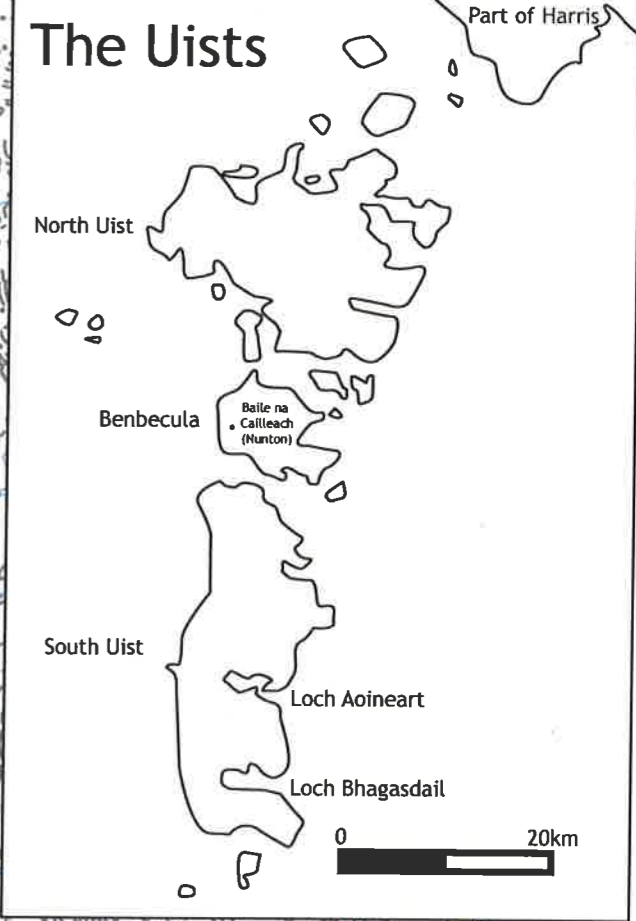 The Uists
Part of Harris
North Uist
Benbecula
Baile na
Cailleach
(Nunton)
South Uist
Loch Aoineart
Loch Bhagasdail
0 20km